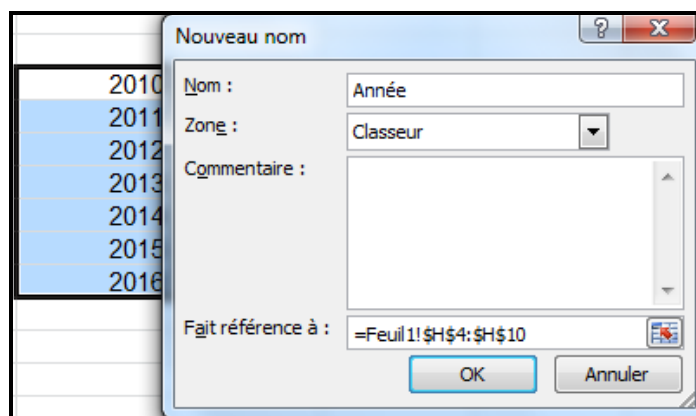 Nouveau nom
?
X
2010
2011
2012
2013
2014
2015
2016
Nom :
Année
Zone :
Classeur
Commentaire :
Fait référence à :
=Feuil1!$H$4:$H$10
OK
Annuler